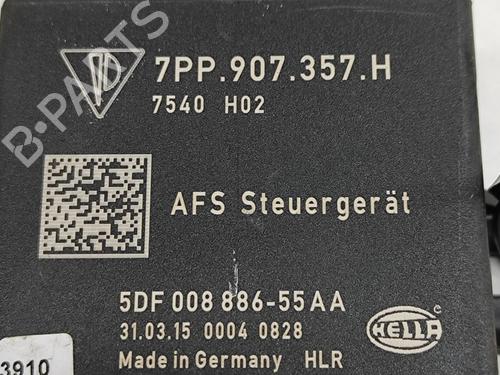 7PP.907.357.H
7540 H02
B-PARTS
AFS Steuergerät
5DF 008 886-55AA
31.03.15 0004 0828
HELLA
Made in Germany HLR
3910